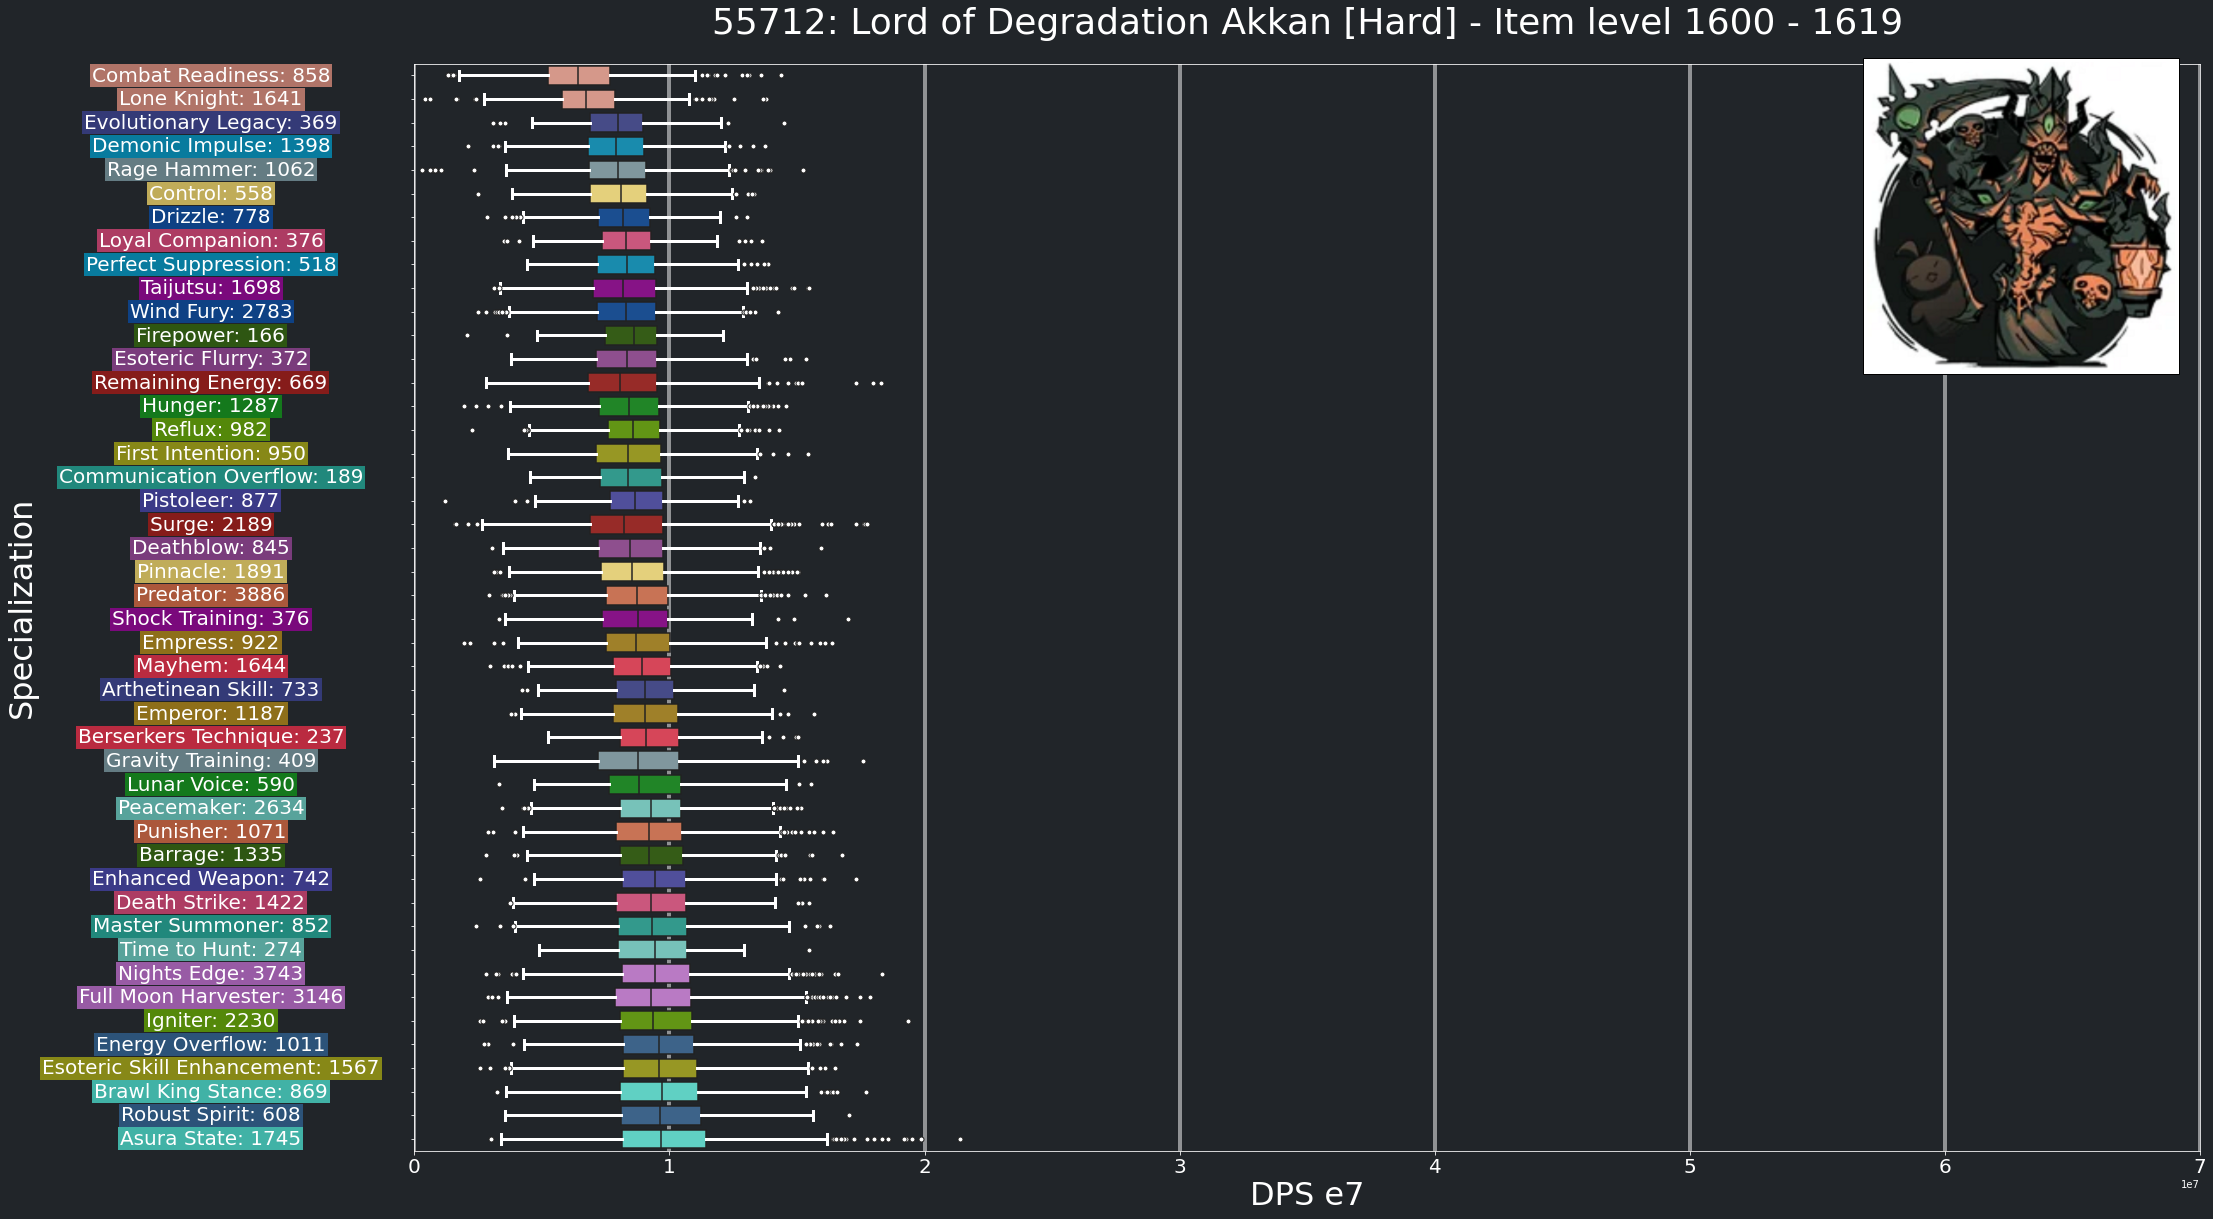 55712: Lord of Degradation Akkan [Hard] - Item level 1600 - 1619
Combat Readiness: 858
Lone Knight: 1641
Evolutionary Legacy: 369
Demonic Impulse: 1398
Rage Hammer: 1062
Control: 558
Drizzle: 778
Loyal Companion: 376
Perfect Suppression: 518
Taijutsu: 1698
Wind Fury: 2783
Firepower: 166
Esoteric Flurry: 372
Remaining Energy: 669
Hunger: 1287
Reflux: 982
First Intention: 950
Communication Overflow: 189
Pistoleer: 877
Surge: 2189
Deathblow: 845
Pinnacle: 1891
Predator: 3886
Shock Training: 376
Empress: 922
Mayhem: 1644
Arthetinean Skill: 733
Emperor: 1187
Berserkers Technique: 237
Gravity Training: 409
Lunar Voice: 590
Peacemaker: 2634
Punisher: 1071
Barrage: 1335
Enhanced Weapon: 742
Death Strike: 1422
Master Summoner: 852
Time to Hunt: 274
Nights Edge: 3743
Full Moon Harvester: 3146
Igniter: 2230
Energy Overflow: 1011
Esoteric Skill Enhancement: 1567
Brawl King Stance: 869
Robust Spirit: 608
Asura State: 1745
Specialization
0 1 2 3 4 5 6 7
1e7
DPS e7